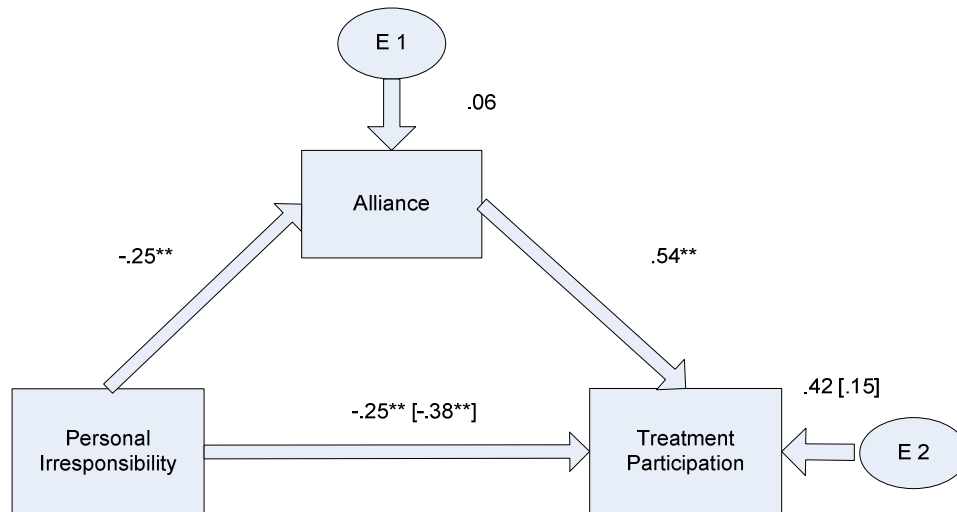 E 1
.06
Alliance
-.25**
.54**
-.25** [-.38**]
.42 [.15]
Personal
Irresponsibility
Treatment
Participation
E 2